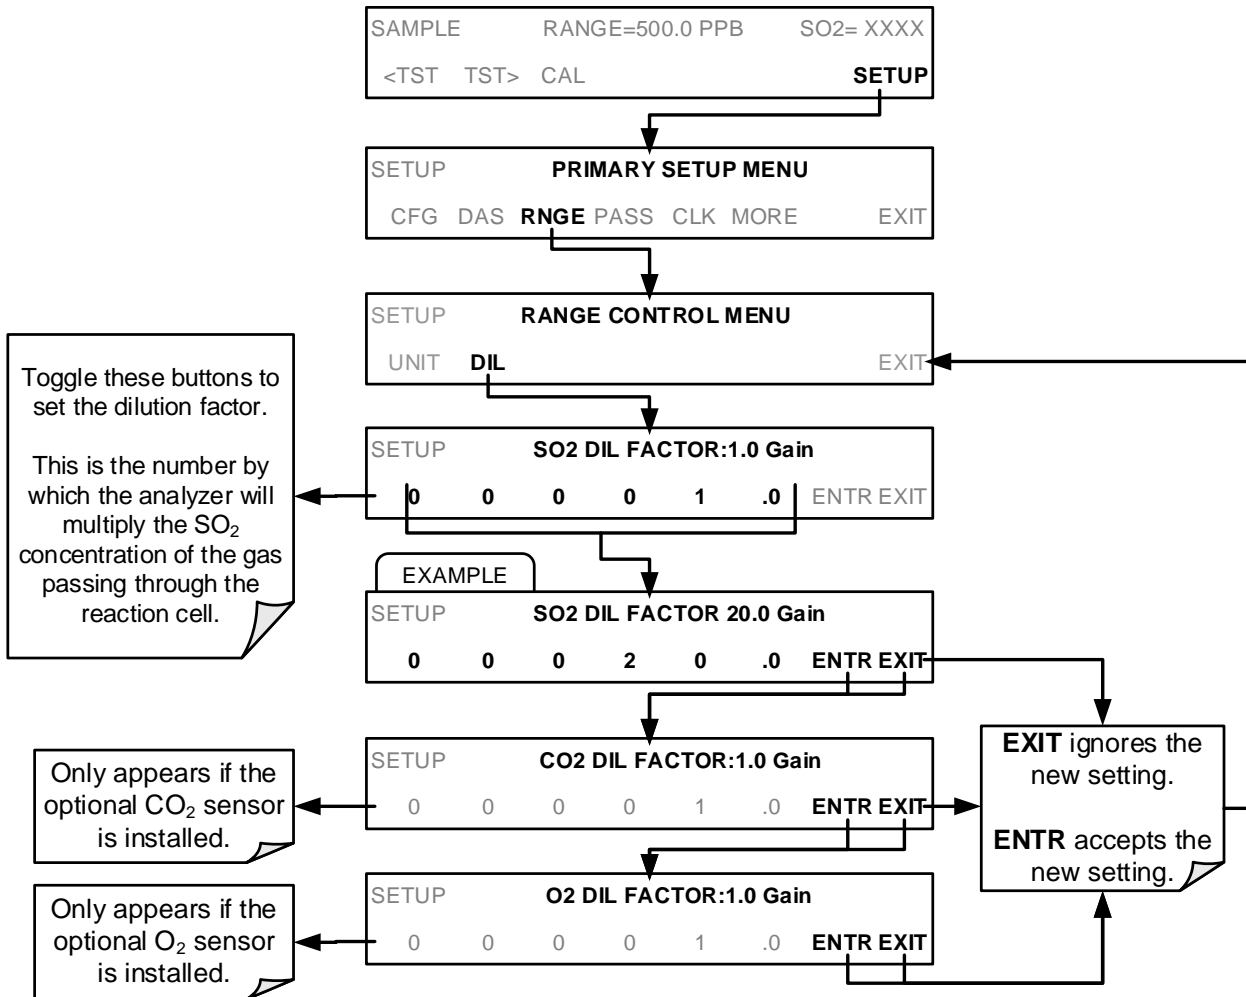 SAMPLE RANGE=500.0 PPB SO2= XXXX
<TST TST> CAL SETUP
SETUP PRIMARY SETUP MENU
CFG DAS RNGE PASS CLK MORE EXIT
SETUP RANGE CONTROL MENU
UNIT DIL EXIT
Toggle these buttons to
set the dilution factor.
This is the number by
which the analyzer will
multiply the SO₂
concentration of the gas
passing through the
reaction cell.
SETUP SO2 DIL FACTOR:1.0 Gain
0 0 0 0 1 .0 ENTR EXIT
EXAMPLE
SETUP SO2 DIL FACTOR 20.0 Gain
0 0 0 2 0 .0 ENTR EXIT
Only appears if the
optional CO₂ sensor
is installed.
SETUP CO2 DIL FACTOR:1.0 Gain
0 0 0 0 1 .0 ENTR EXIT
EXIT ignores the
new setting.
ENTR accepts the
new setting.
Only appears if the
optional O₂ sensor
is installed.
SETUP O2 DIL FACTOR:1.0 Gain
0 0 0 0 1 .0 ENTR EXIT